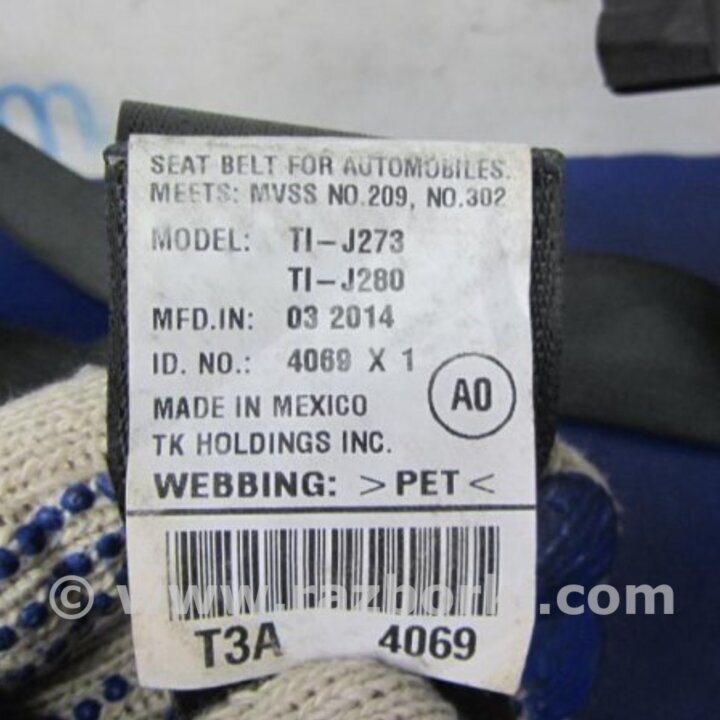 SEAT BELT FOR AUTOMOBILES.
MEETS: MVSS NO.209, NO.302
MODEL: TI-J273
TI-J280
MFD.IN: 03 2014
ID. NO.: 4069 X 1
A0
MADE IN MEXICO
TK HOLDINGS INC.
WEBBING: >PET<
T3A 4069